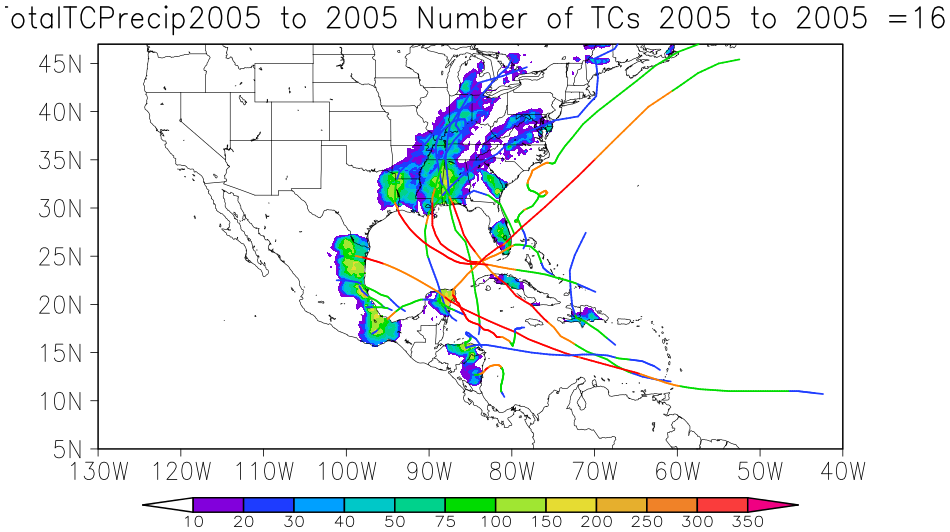 otalTCPrecip2005 to 2005 Number of TCs 2005 to 2005 =16
45N
40N
35N
30N
25N
20N
15N
10N
5N
130W 120W 110W 100W 90W 80W 70W 60W 50W 40W
10 20 30 40 50 75 100 150 200 250 300 350